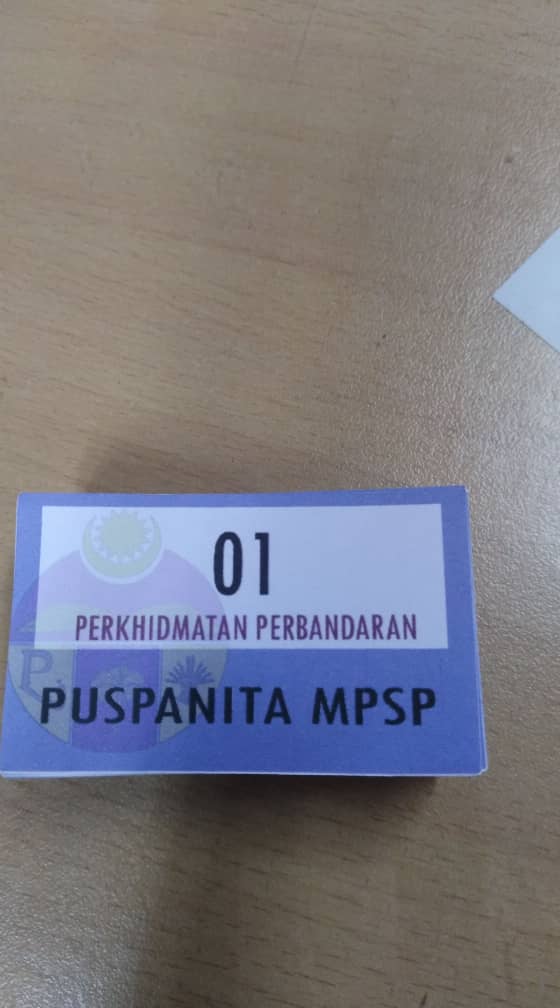 01
PERKHIDMATAN PERBANDARAN
P
PUSPANITA MPSP